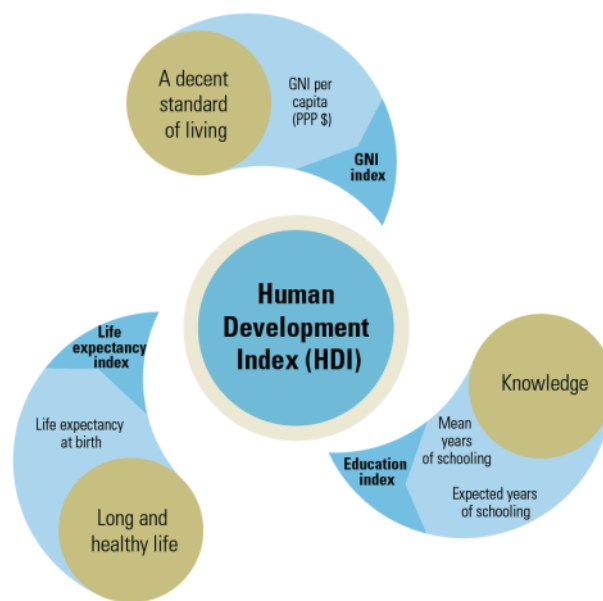 A decent
standard
of living
GNI per
capita
(PPP $)
GNI
index
Human
Development
Index (HDI)
Life
expectancy
index
Life expectancy
at birth
Long and
healthy life
Knowledge
Mean
years
of schooling
Expected years
of schooling
Education
index